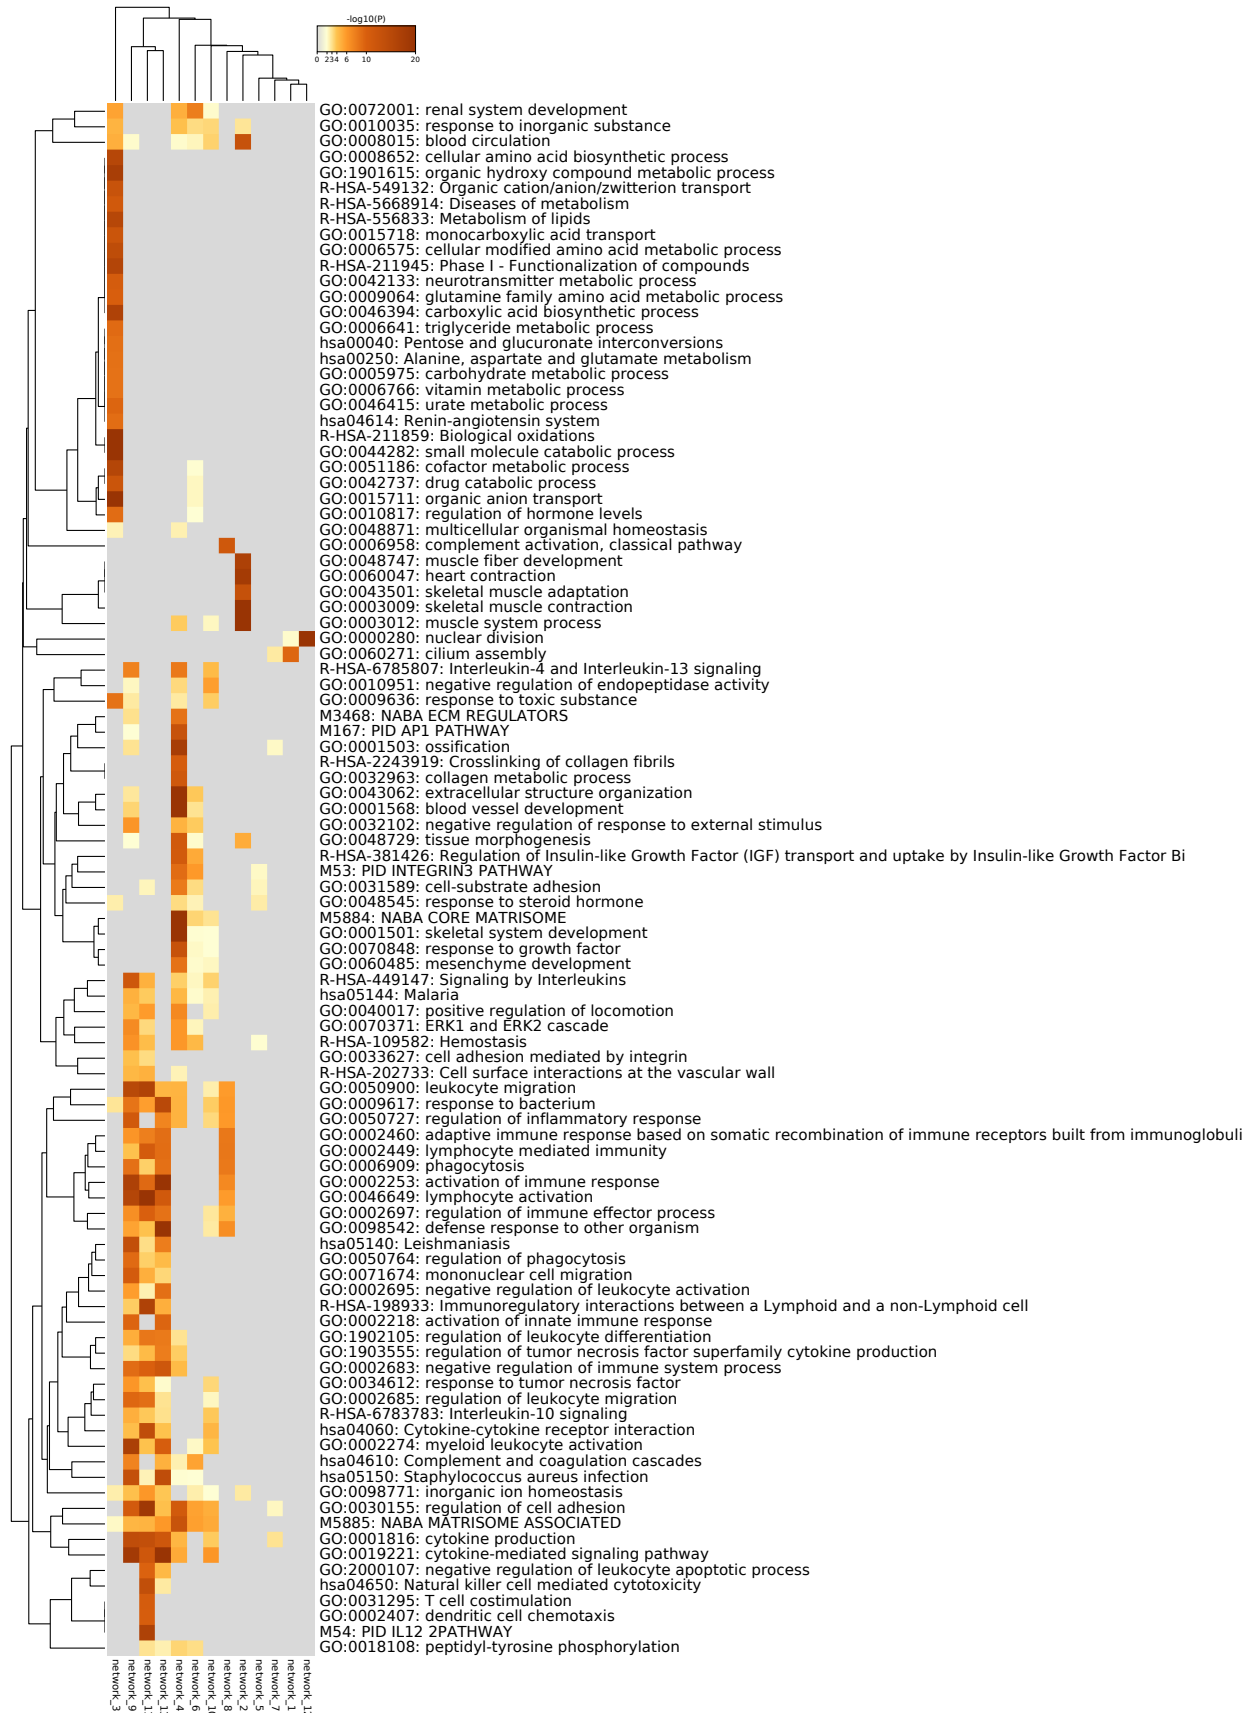 -log10(P)
0 2 3 4 6 10 20
GO:0072001: renal system development
GO:0010035: response to inorganic substance
GO:0008015: blood circulation
GO:0008652: cellular amino acid biosynthetic process
GO:1901615: organic hydroxy compound metabolic process
R-HSA-549132: Organic cation/anion/zwitterion transport
R-HSA-5668914: Diseases of metabolism
R-HSA-556833: Metabolism of lipids
GO:0015718: monocarboxylic acid transport
GO:0006575: cellular modified amino acid metabolic process
R-HSA-211945: Phase I - Functionalization of compounds
GO:0042133: neurotransmitter metabolic process
GO:0009064: glutamine family amino acid metabolic process
GO:0046394: carboxylic acid biosynthetic process
GO:0006641: triglyceride metabolic process
hsa00040: Pentose and glucuronate interconversions
hsa00250: Alanine, aspartate and glutamate metabolism
GO:0005975: carbohydrate metabolic process
GO:0006766: vitamin metabolic process
GO:0046415: urate metabolic process
hsa04614: Renin-angiotensin system
R-HSA-211859: Biological oxidations
GO:0044282: small molecule catabolic process
GO:0051186: cofactor metabolic process
GO:0042737: drug catabolic process
GO:0015711: organic anion transport
GO:0010817: regulation of hormone levels
GO:0048871: multicellular organismal homeostasis
GO:0006958: complement activation, classical pathway
GO:0048747: muscle fiber development
GO:0060047: heart contraction
GO:0043501: skeletal muscle adaptation
GO:0003009: skeletal muscle contraction
GO:0003012: muscle system process
GO:0000280: nuclear division
GO:0060271: cilium assembly
R-HSA-6785807: Interleukin-4 and Interleukin-13 signaling
GO:0010951: negative regulation of endopeptidase activity
GO:0009636: response to toxic substance
M3468: NABA ECM REGULATORS
M167: PID AP1 PATHWAY
GO:0001503: ossification
R-HSA-2243919: Crosslinking of collagen fibrils
GO:0032963: collagen metabolic process
GO:0043062: extracellular structure organization
GO:0001568: blood vessel development
GO:0032102: negative regulation of response to external stimulus
GO:0048729: tissue morphogenesis
R-HSA-381426: Regulation of Insulin-like Growth Factor (IGF) transport and uptake by Insulin-like Growth Factor Bi
M53: PID INTEGRIN3 PATHWAY
GO:0031589: cell-substrate adhesion
GO:0048545: response to steroid hormone
M5884: NABA CORE MATRISOME
GO:0001501: skeletal system development
GO:0070848: response to growth factor
GO:0060485: mesenchyme development
R-HSA-449147: Signaling by Interleukins
hsa05144: Malaria
GO:0040017: positive regulation of locomotion
GO:0070371: ERK1 and ERK2 cascade
R-HSA-109582: Hemostasis
GO:0033627: cell adhesion mediated by integrin
R-HSA-202733: Cell surface interactions at the vascular wall
GO:0050900: leukocyte migration
GO:0009617: response to bacterium
GO:0050727: regulation of inflammatory response
GO:0002460: adaptive immune response based on somatic recombination of immune receptors built from immunoglobuli
GO:0002449: lymphocyte mediated immunity
GO:0006909: phagocytosis
GO:0002253: activation of immune response
GO:0046649: lymphocyte activation
GO:0002697: regulation of immune effector process
GO:0098542: defense response to other organism
hsa05140: Leishmaniasis
GO:0050764: regulation of phagocytosis
GO:0071674: mononuclear cell migration
GO:0002695: negative regulation of leukocyte activation
R-HSA-198933: Immunoregulatory interactions between a Lymphoid and a non-Lymphoid cell
GO:0002218: activation of innate immune response
GO:1902105: regulation of leukocyte differentiation
GO:1903555: regulation of tumor necrosis factor superfamily cytokine production
GO:0002683: negative regulation of immune system process
GO:0034612: response to tumor necrosis factor
GO:0002685: regulation of leukocyte migration
R-HSA-6783783: Interleukin-10 signaling
hsa04060: Cytokine-cytokine receptor interaction
GO:0002274: myeloid leukocyte activation
hsa04610: Complement and coagulation cascades
hsa05150: Staphylococcus aureus infection
GO:0098771: inorganic ion homeostasis
GO:0030155: regulation of cell adhesion
M5885: NABA MATRISOME ASSOCIATED
GO:0001816: cytokine production
GO:0019221: cytokine-mediated signaling pathway
GO:2000107: negative regulation of leukocyte apoptotic process
hsa04650: Natural killer cell mediated cytotoxicity
GO:0031295: T cell costimulation
GO:0002407: dendritic cell chemotaxis
M54: PID IL12 2PATHWAY
GO:0018108: peptidyl-tyrosine phosphorylation
network_3
network_9
network_4
network_6
network_8
network_2
network_5
network_7
network_1